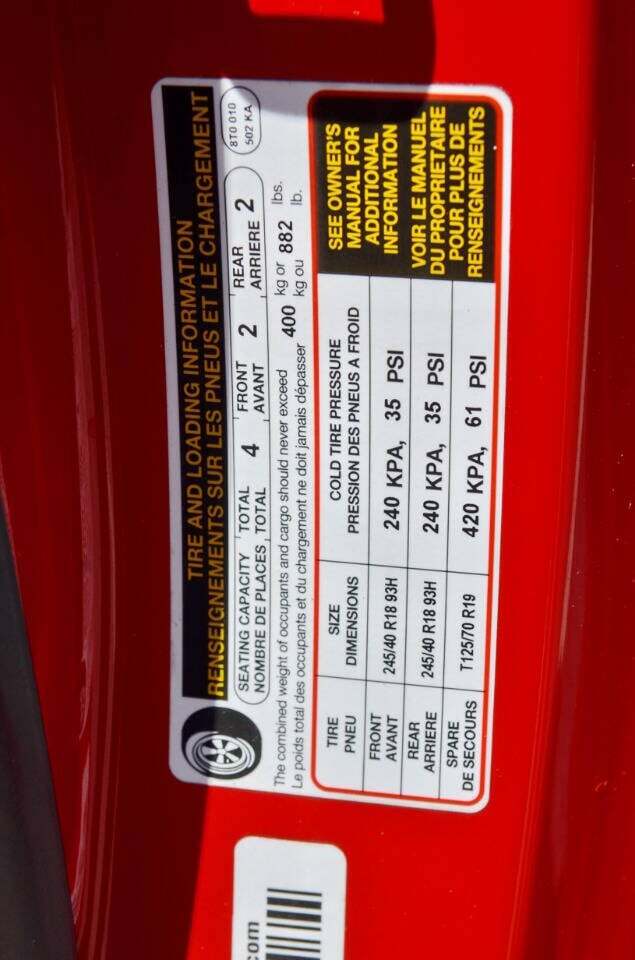 TIRE AND LOADING INFORMATION
RENSEIGNEMENTS SUR LES PNEUS ET LE CHARGEMENT
SEATING CAPACITY TOTAL 4 FRONT 2 REAR 2
NOMBRE DE PLACES TOTAL AVANT ARRIERE
8T0 010
502 KA
The combined weight of occupants and cargo should never exceed 400 kg or 882 lbs.
Le poids total des occupants et du chargement ne doit jamais dépasser kg ou lb.
TIRE SIZE COLD TIRE PRESSURE
PNEU DIMENSIONS PRESSION DES PNEUS A FROID
FRONT
AVANT 245/40 R18 93H 240 KPA, 35 PSI
REAR
ARRIERE 245/40 R18 93H 240 KPA, 35 PSI
SPARE
DE SECOURS T125/70 R19 420 KPA, 61 PSI
SEE OWNER'S
MANUAL FOR
ADDITIONAL
INFORMATION
VOIR LE MANUEL
DU PROPRIETAIRE
POUR PLUS DE
RENSEIGNEMENTS
.com